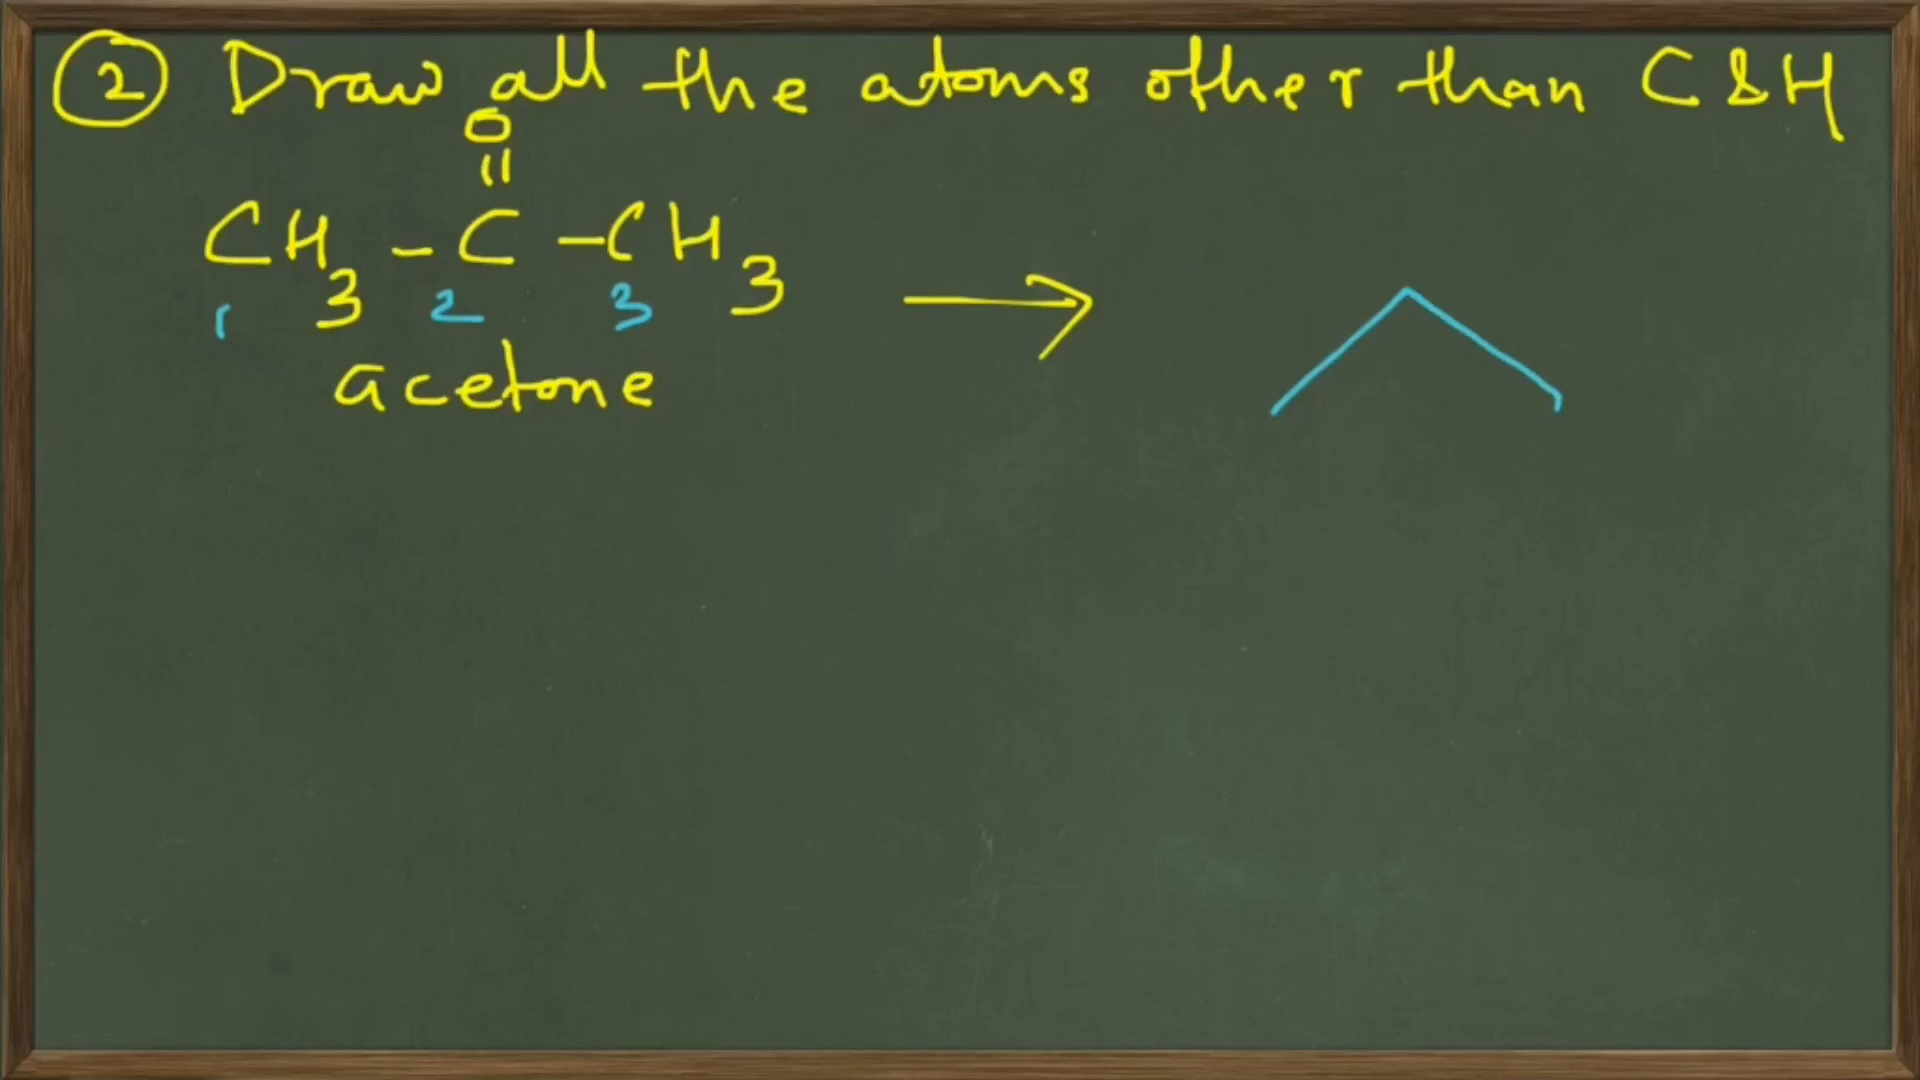 ② Draw all the atoms other than C & H
O
||
CH3 - C - CH3
1 2 3
acetone